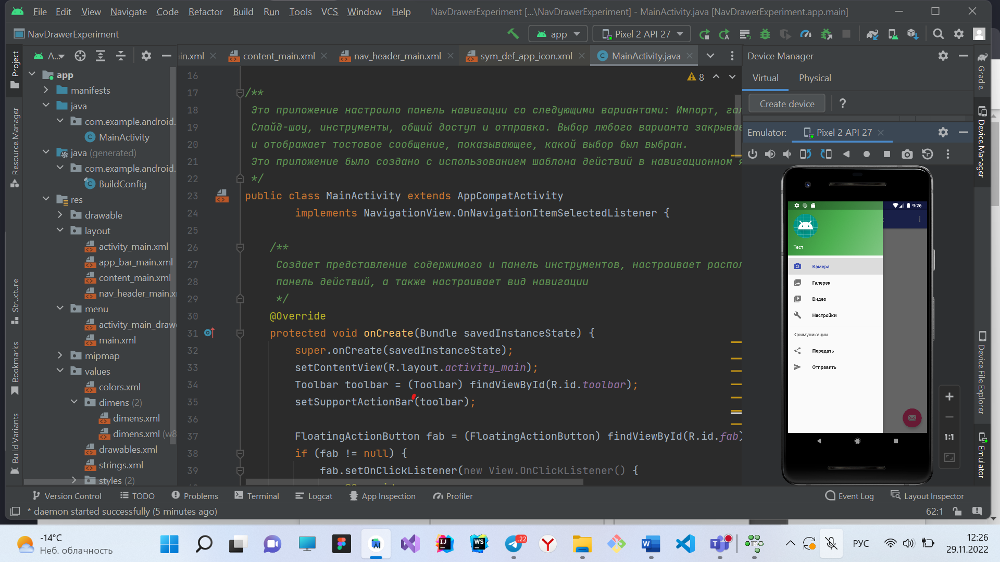 File Edit View Navigate Code Refactor Build Run Tools VCS Window Help NavDrawerExperiment [...\NavDrawerExperiment] - MainActivity.java [NavDrawerExperiment.app.main]
NavDrawerExperiment app Pixel 2 API 27
A... in.xml content_main.xml nav_header_main.xml sym_def_app_icon.xml MainActivity.java
Project
Resource Manager
Structure
Bookmarks
Build Variants
app
manifests
java
com.example.android.
MainActivity
java (generated)
com.example.android.
BuildConfig
res
drawable
layout
activity_main.xml
app_bar_main.xml
content_main.xml
nav_header_main.x
menu
activity_main_draw
main.xml
mipmap
values
colors.xml
dimens (2)
dimens.xml
dimens.xml (w8
drawables.xml
strings.xml
styles (2)
8
16
17 /**
18 Это приложение настроило панель навигации со следующими вариантами: Импорт, гал
19 Слайд-шоу, инструменты, общий доступ и отправка. Выбор любого варианта закрывае
20 и отображает тостовое сообщение, показывающее, какой выбор был выбран.
21 Это приложение было создано с использованием шаблона действий в навигационном я
22 */
23 public class MainActivity extends AppCompatActivity
24 implements NavigationView.OnNavigationItemSelectedListener {
25
26 /**
27 Создает представление содержимого и панель инструментов, настраивает распол
28 панель действий, а также настраивает вид навигации
29 */
30 @Override
31 protected void onCreate(Bundle savedInstanceState) {
32 super.onCreate(savedInstanceState);
33 setContentView(R.layout.activity_main);
34 Toolbar toolbar = (Toolbar) findViewById(R.id.toolbar);
35 setSupportActionBar(toolbar);
36
37 FloatingActionButton fab = (FloatingActionButton) findViewById(R.id.fab)
38 if (fab != null) {
39 fab.setOnClickListener(new View.OnClickListener() {
Device Manager
Virtual Physical
Create device ?
Emulator: Pixel 2 API 27
9:26
Тест
Камера
Галерея
Видео
Настройки
Коммуникации
Передать
Отправить
1:1
Gradle
Device Manager
Device File Explorer
Emulator
Version Control TODO Problems Terminal Logcat App Inspection Profiler Event Log Layout Inspector
* daemon started successfully (5 minutes ago) 62:1
-14°C
Неб. облачность
IJ
WS
..22
W
T
РУС
12:26
29.11.2022